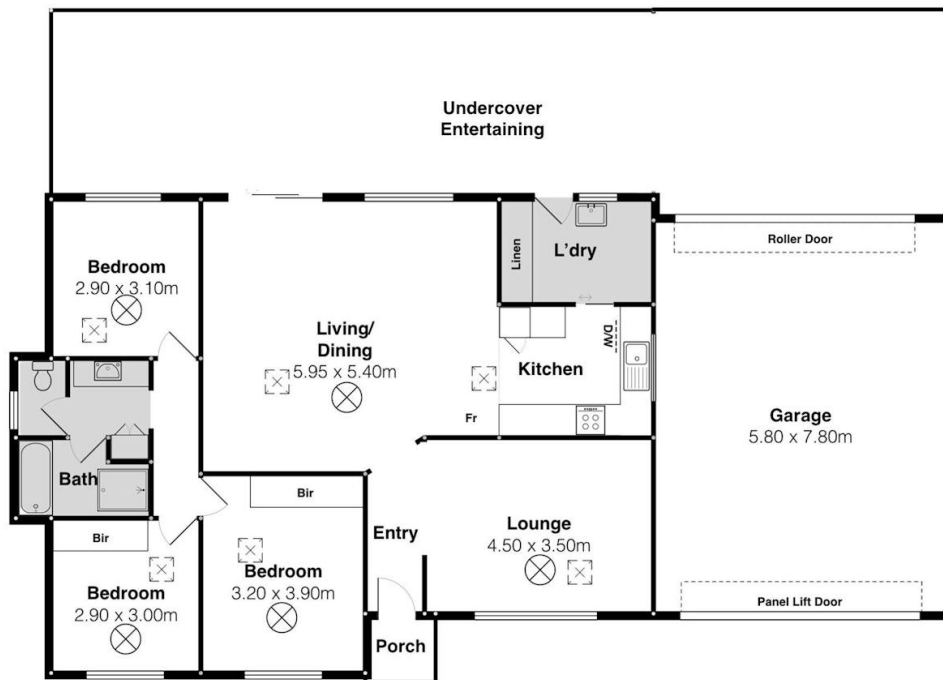 Undercover
Entertaining
Roller Door
Linen
L'dry
Bedroom
2.90 x 3.10m
Living/
Dining
5.95 x 5.40m
D/W
Kitchen
Fr
Garage
5.80 x 7.80m
Bath
Bir
Bir
Entry
Lounge
4.50 x 3.50m
Bedroom
3.20 x 3.90m
Bedroom
2.90 x 3.00m
Panel Lift Door
Porch